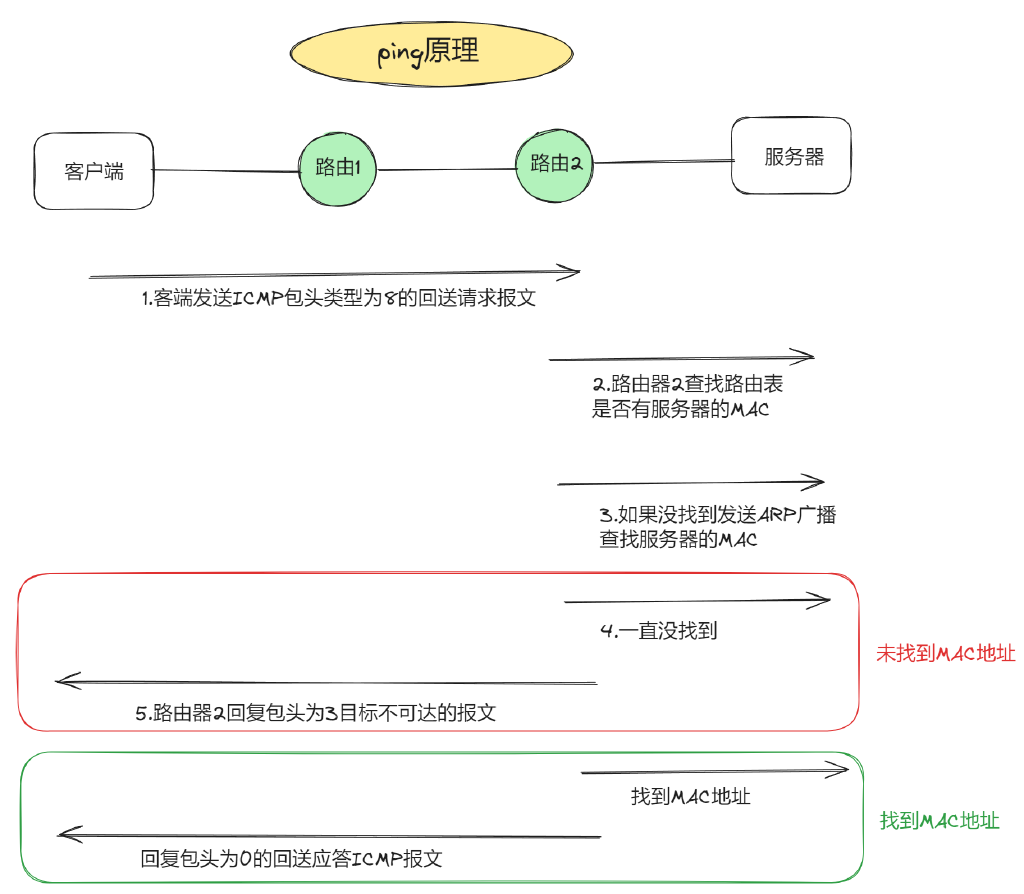 ping原理
客户端
路由1
路由2
服务器
1.客端发送ICMP包头类型为8的回送请求报文
2.路由器2查找路由表
是否有服务器的MAC
3.如果没找到发送ARP广播
查找服务器的MAC
4.一直没找到
未找到MAC地址
5.路由器2回复包头为3目标不可达的报文
找到MAC地址
找到MAC地址
回复包头为0的回送应答ICMP报文